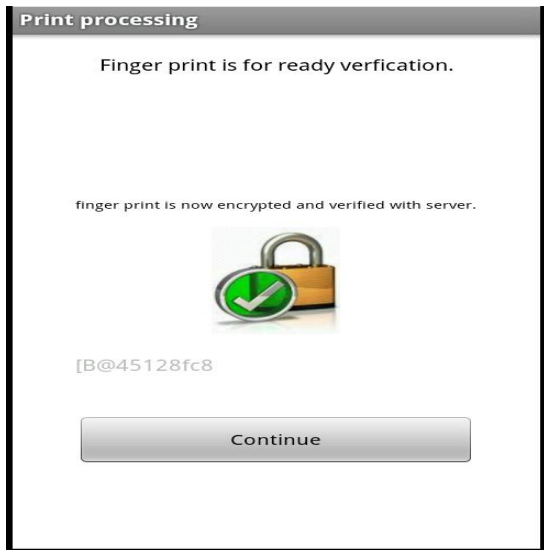 Print processing
Finger print is for ready verfication.
finger print is now encrypted and verified with server.
[B@45128fc8
Continue